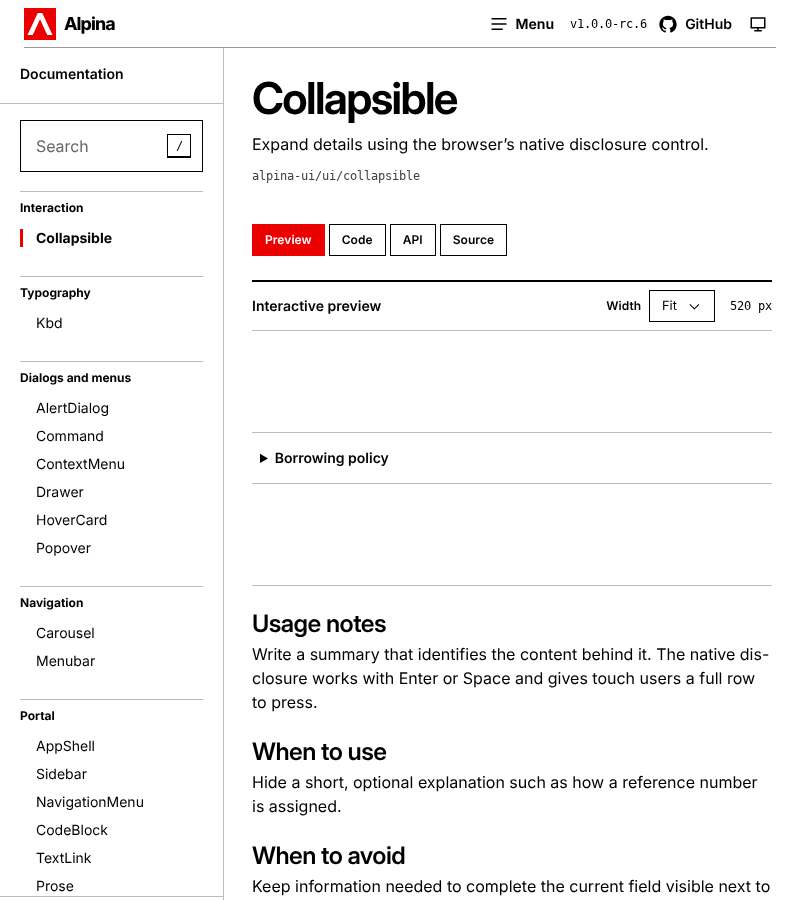 Alpina
Menu
v1.0.0-rc.6
GitHub
Documentation
Search
/
Interaction
Collapsible
Typography
Kbd
Dialogs and menus
AlertDialog
Command
ContextMenu
Drawer
HoverCard
Popover
Navigation
Carousel
Menubar
Portal
AppShell
Sidebar
NavigationMenu
CodeBlock
TextLink
Prose
Collapsible
Expand details using the browser’s native disclosure control.
alpina-ui/ui/collapsible
Preview
Code
API
Source
Interactive preview
Width
Fit
520 px
Borrowing policy
Usage notes
Write a summary that identifies the content behind it. The native dis-
closure works with Enter or Space and gives touch users a full row
to press.
When to use
Hide a short, optional explanation such as how a reference number
is assigned.
When to avoid
Keep information needed to complete the current field visible next to